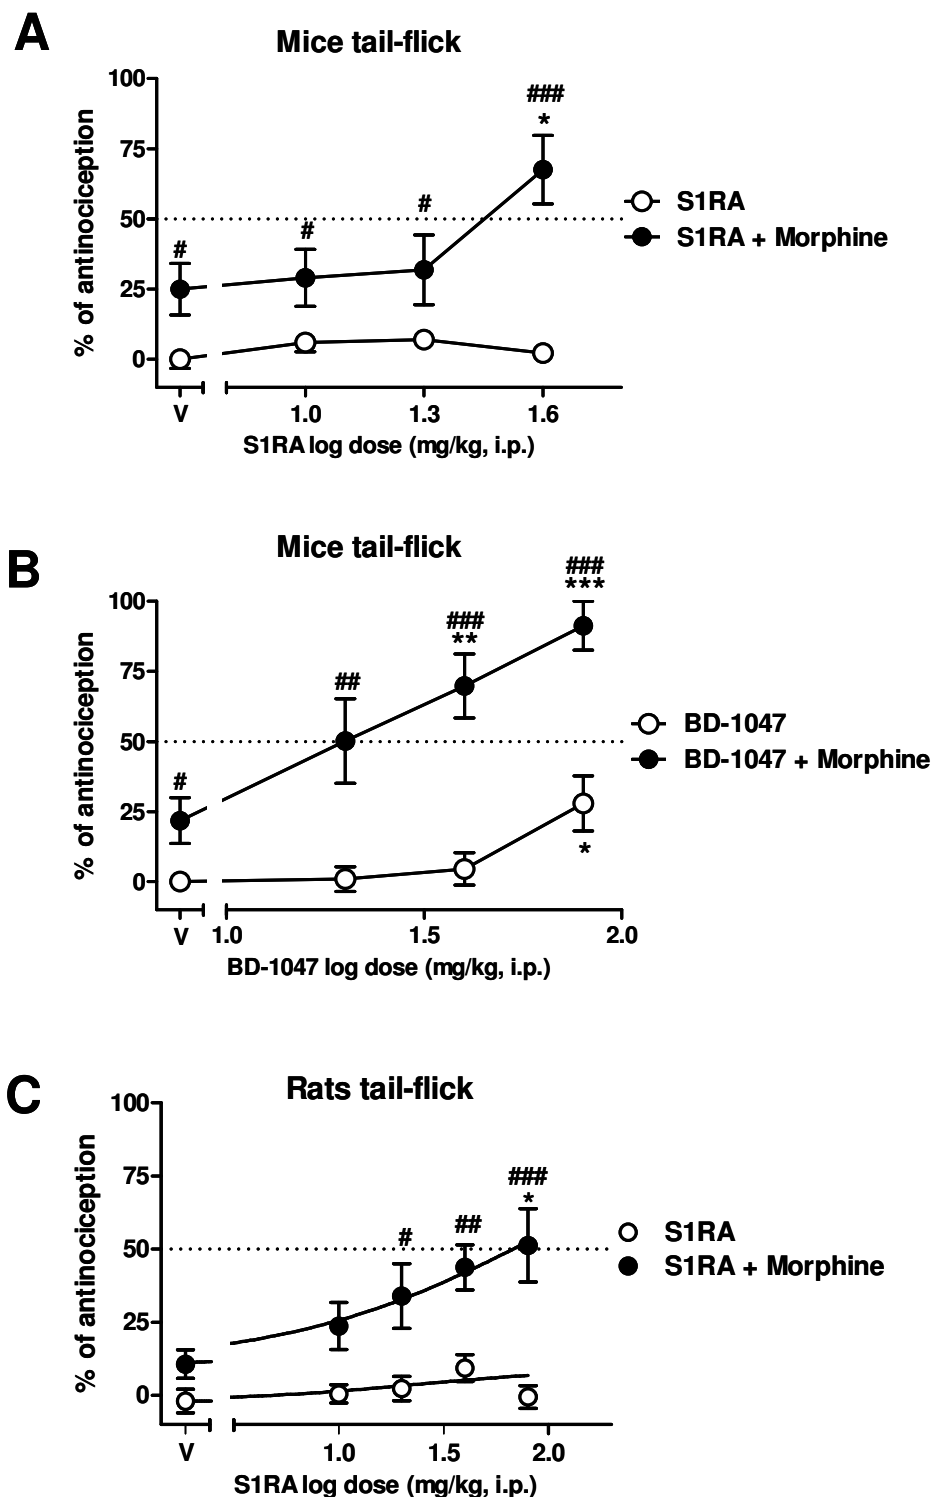 A
Mice tail-flick
100
75
50
25
0
% of antinociception
#
#
#
###
*
S1RA
S1RA + Morphine
V
1.0
1.3
1.6
S1RA log dose (mg/kg, i.p.)
B
Mice tail-flick
100
75
50
25
0
% of antinociception
#
##
###
**
###
***
*
BD-1047
BD-1047 + Morphine
V
1.0
1.5
2.0
BD-1047 log dose (mg/kg, i.p.)
C
Rats tail-flick
100
75
50
25
0
% of antinociception
#
##
###
*
S1RA
S1RA + Morphine
V
1.0
1.5
2.0
S1RA log dose (mg/kg, i.p.)